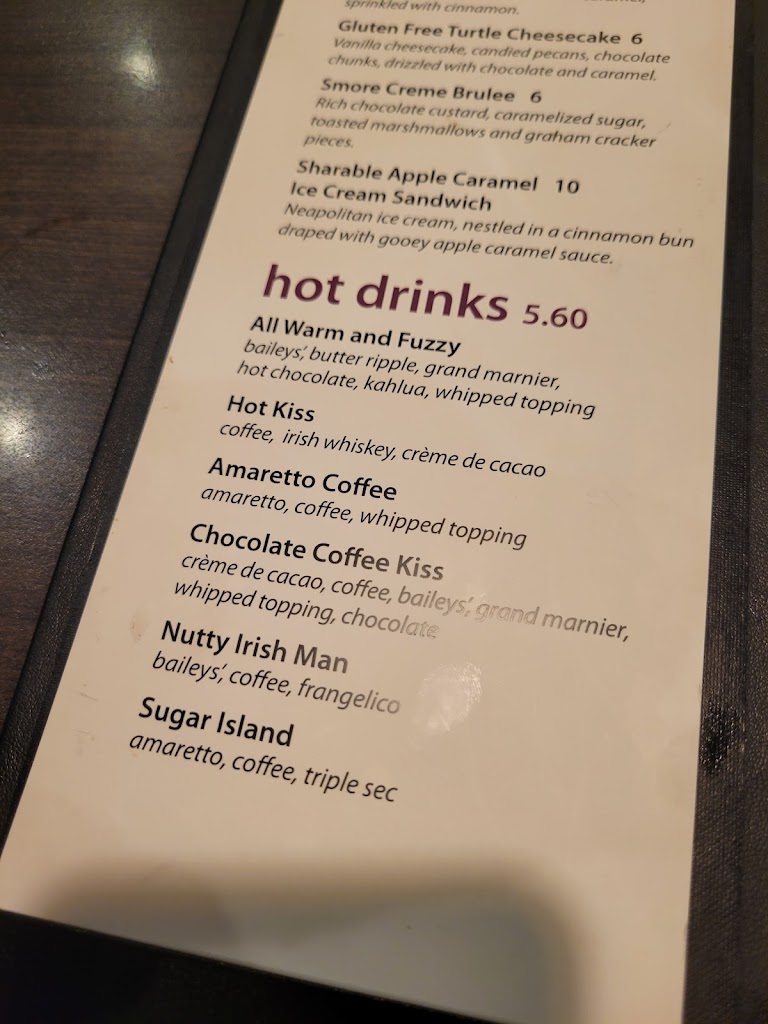 sprinkled with cinnamon.
Gluten Free Turtle Cheesecake 6
Vanilla cheesecake, candied pecans, chocolate
chunks, drizzled with chocolate and caramel.
Smore Creme Brulee 6
Rich chocolate custard, caramelized sugar,
toasted marshmallows and graham cracker
pieces.
Sharable Apple Caramel 10
Ice Cream Sandwich
Neapolitan ice cream, nestled in a cinnamon bun
draped with gooey apple caramel sauce.
hot drinks 5.60
All Warm and Fuzzy
baileys', butter ripple, grand marnier,
hot chocolate, kahlua, whipped topping
Hot Kiss
coffee, irish whiskey, crème de cacao
Amaretto Coffee
amaretto, coffee, whipped topping
Chocolate Coffee Kiss
crème de cacao, coffee, baileys', grand marnier,
whipped topping, chocolate
Nutty Irish Man
baileys', coffee, frangelico
Sugar Island
amaretto, coffee, triple sec